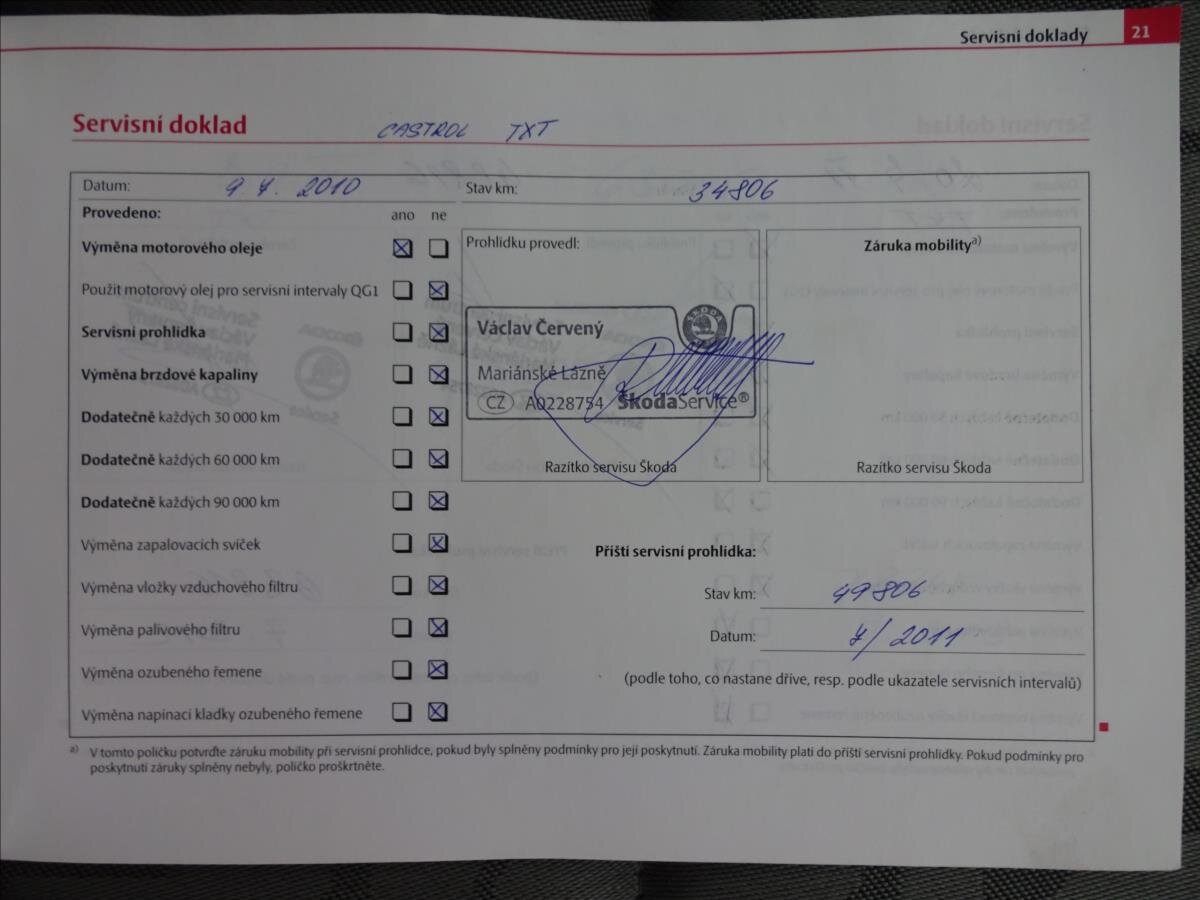 Servisní doklady 21
Servisní doklad CASTROL TXT
Datum: 9. 7. 2010 Stav km: 34806
Provedeno: ano ne
Prohlídku provedl: Záruka mobility a)
Výměna motorového oleje
Použit motorový olej pro servisní intervaly QG1
Servisní prohlídka
Výměna brzdové kapaliny
Dodatečně každých 30 000 km
Dodatečně každých 60 000 km
Dodatečně každých 90 000 km
Výměna zapalovacích svíček
Výměna vložky vzduchového filtru
Výměna palivového filtru
Výměna ozubeného řemene
Výměna napínací kladky ozubeného řemene
ŠKODA
Václav Červený
Mariánské Lázně
CZ A0228754 ŠkodaService®
Razítko servisu Škoda Razítko servisu Škoda
Příští servisní prohlídka:
Stav km: 49806
Datum: 7/2011
(podle toho, co nastane dříve, resp. podle ukazatele servisních intervalů)
a) V tomto políčku potvrďte záruku mobility při servisní prohlídce, pokud byly splněny podmínky pro její poskytnutí. Záruka mobility platí do příští servisní prohlídky. Pokud podmínky pro
poskytnutí záruky splněny nebyly, políčko proškrtněte.